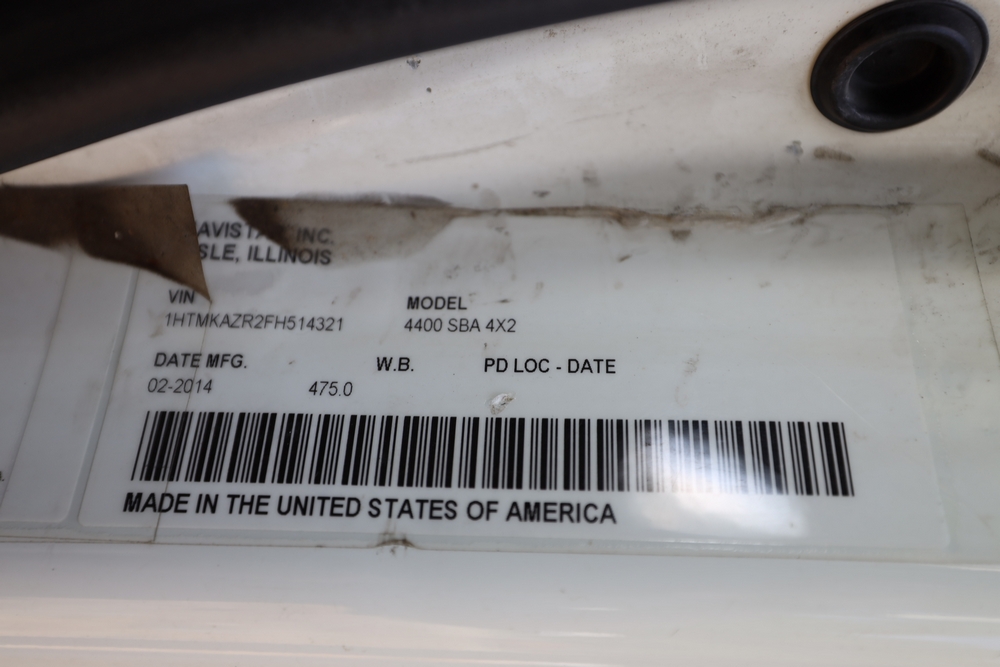 AVISTAR, INC.
SLE, ILLINOIS
VIN
MODEL
1HTMKAZR2FH514321
4400 SBA 4X2
DATE MFG.
W.B.
PD LOC - DATE
02-2014
475.0
MADE IN THE UNITED STATES OF AMERICA